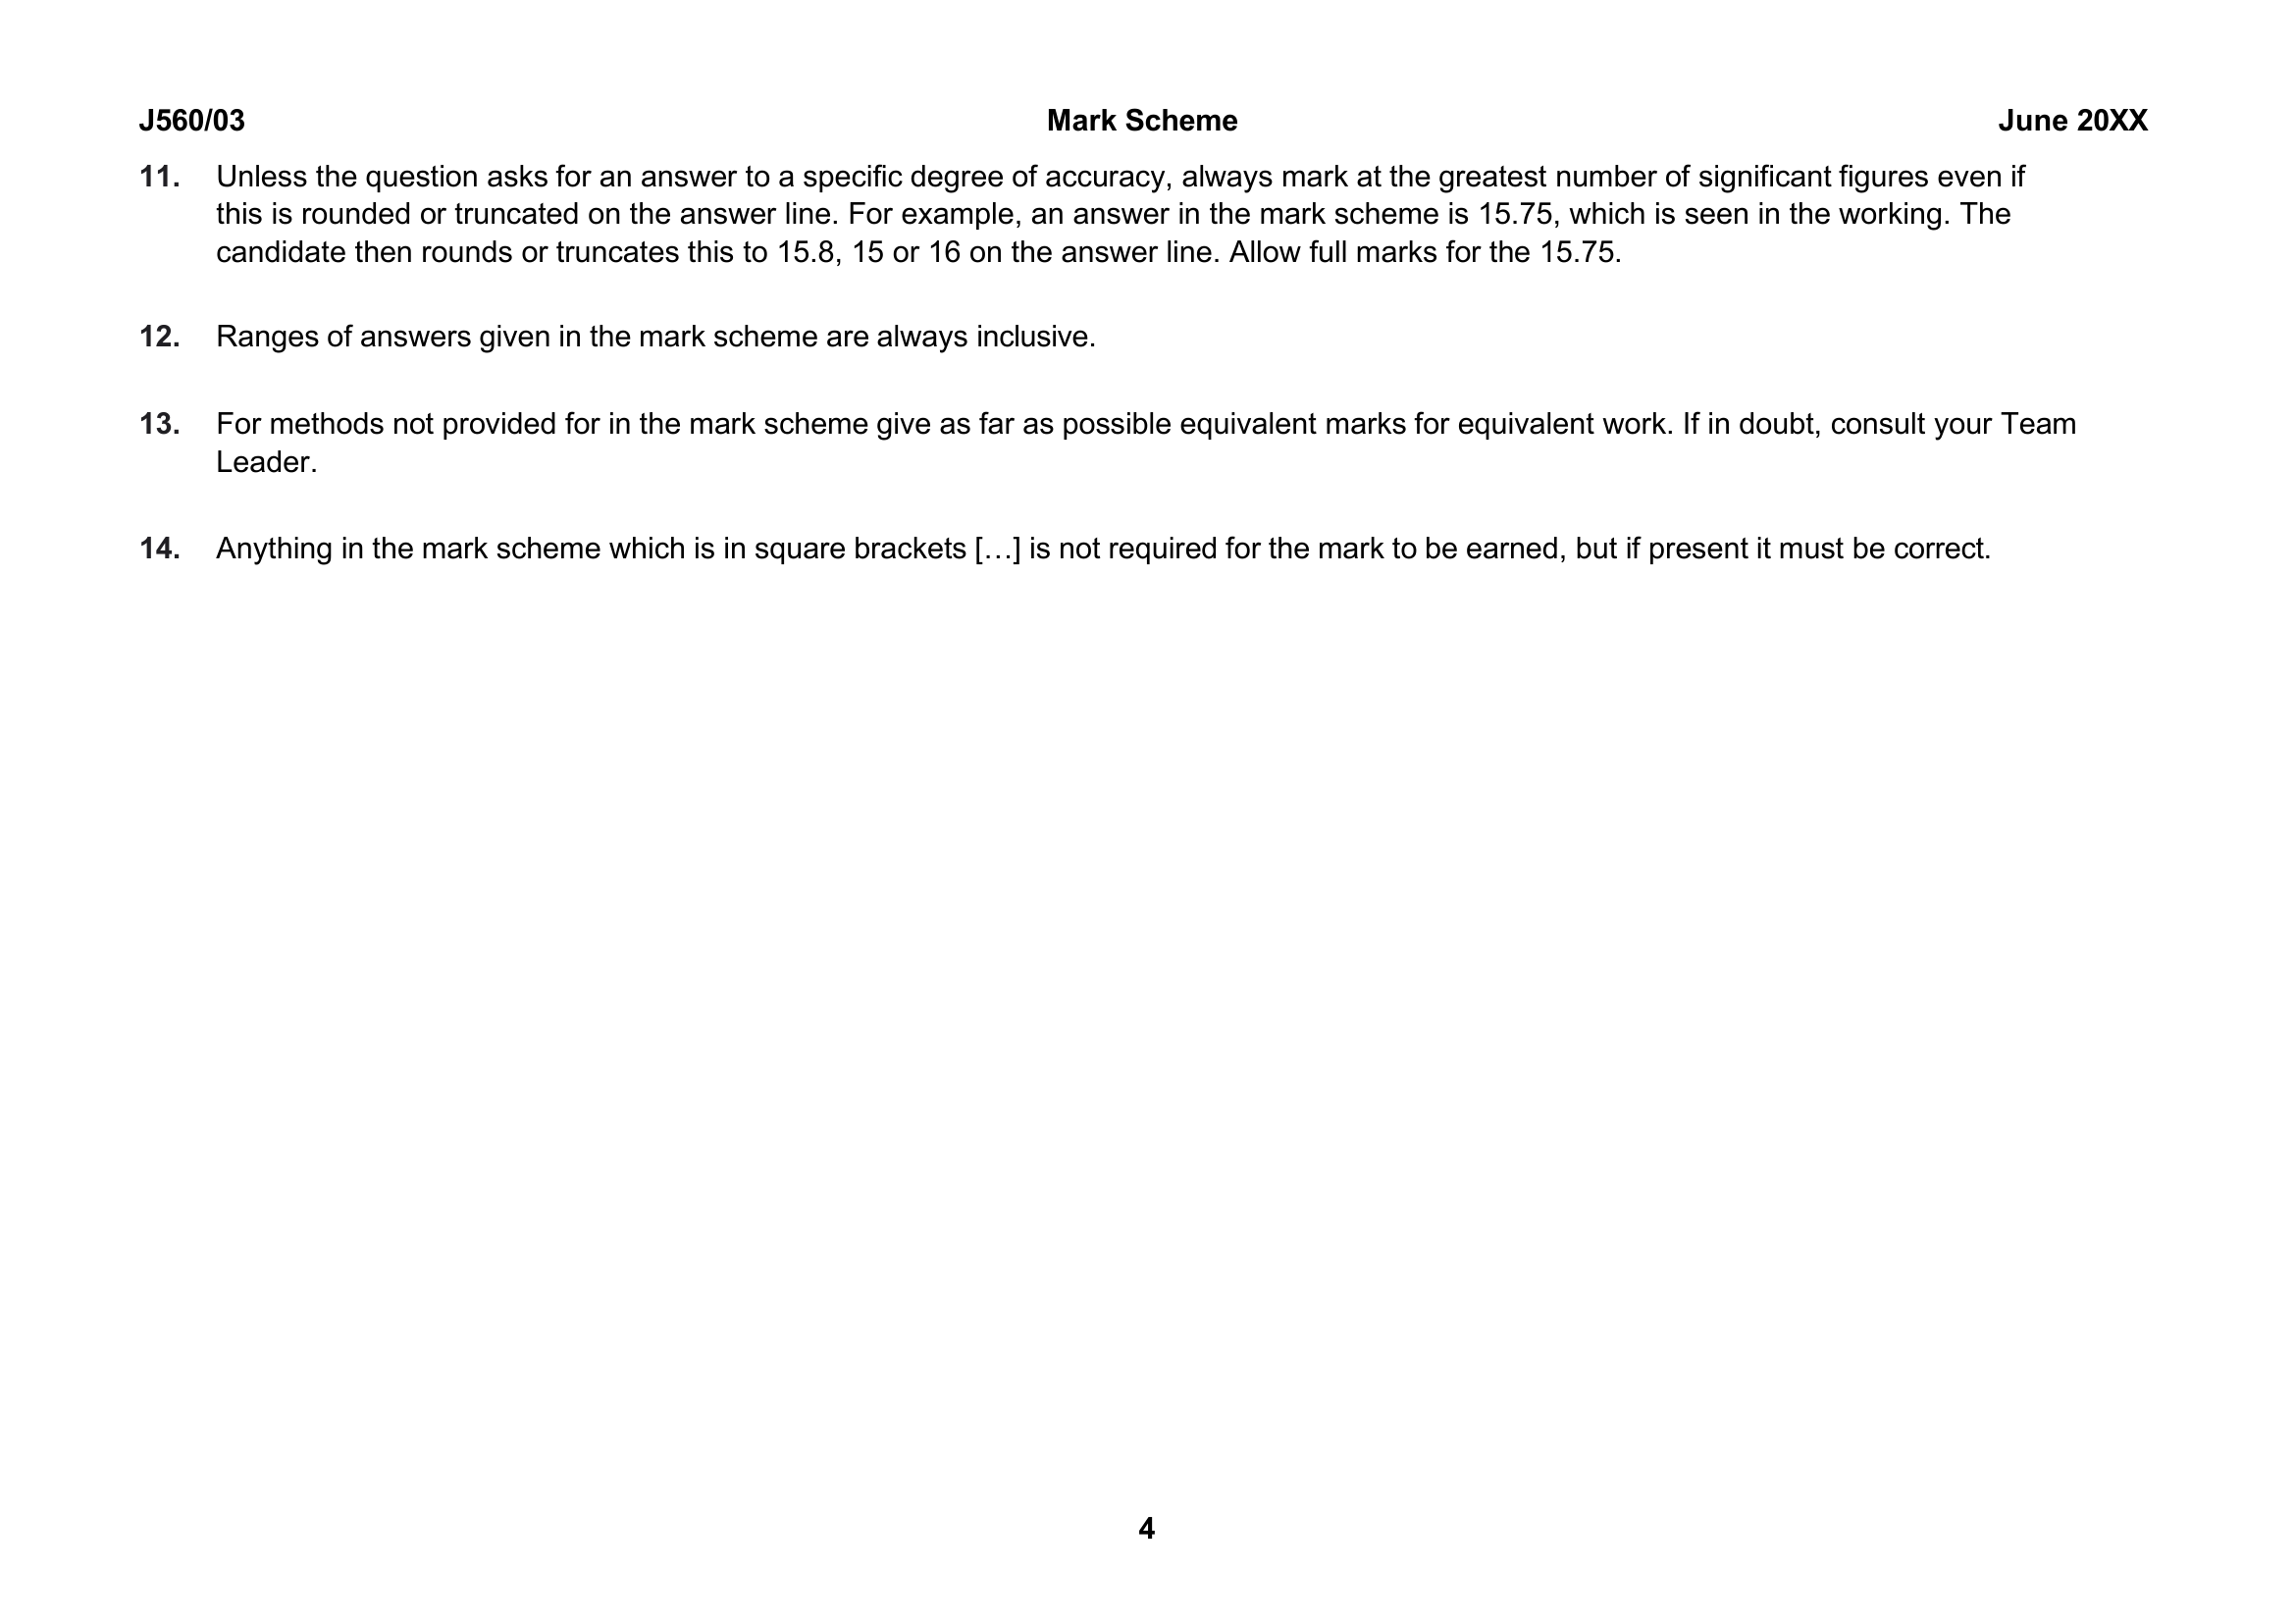 J560/03 Mark Scheme June 20XX
11. Unless the question asks for an answer to a specific degree of accuracy, always mark at the greatest number of significant figures even if
this is rounded or truncated on the answer line. For example, an answer in the mark scheme is 15.75, which is seen in the working. The
candidate then rounds or truncates this to 15.8, 15 or 16 on the answer line. Allow full marks for the 15.75.
12. Ranges of answers given in the mark scheme are always inclusive.
13. For methods not provided for in the mark scheme give as far as possible equivalent marks for equivalent work. If in doubt, consult your Team
Leader.
14. Anything in the mark scheme which is in square brackets […] is not required for the mark to be earned, but if present it must be correct.
4